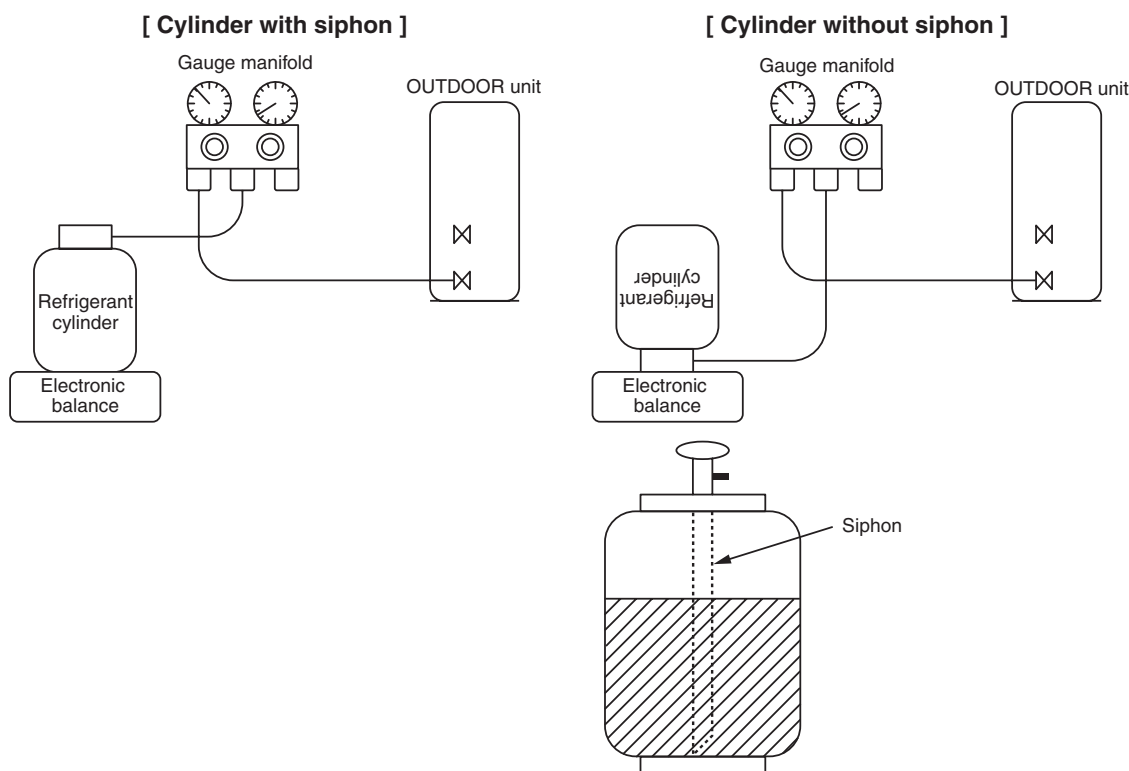 [ Cylinder with siphon ]
Gauge manifold
OUTDOOR unit
Refrigerant
cylinder
Electronic
balance
[ Cylinder without siphon ]
Gauge manifold
OUTDOOR unit
Refrigerant
cylinder
Electronic
balance
Siphon